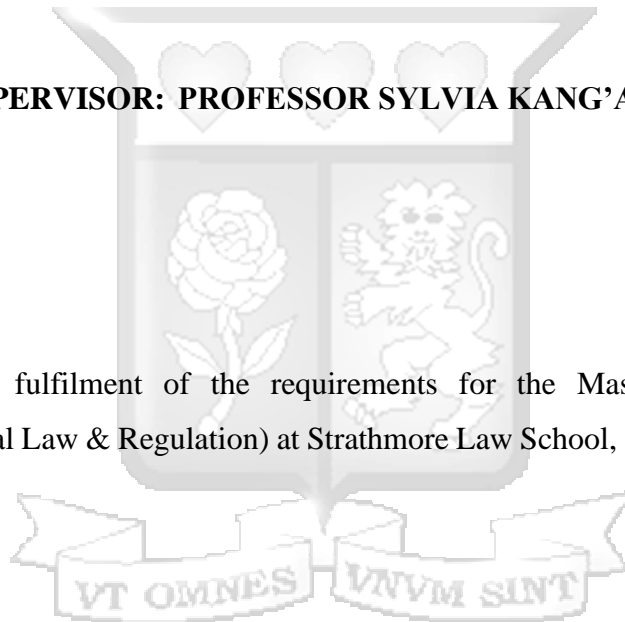 PERVISOR: PROFESSOR SYLVIA KANG'A
fulfilment of the requirements for the Mas
al Law & Regulation) at Strathmore Law School,
VT OMNES VNVM SINT